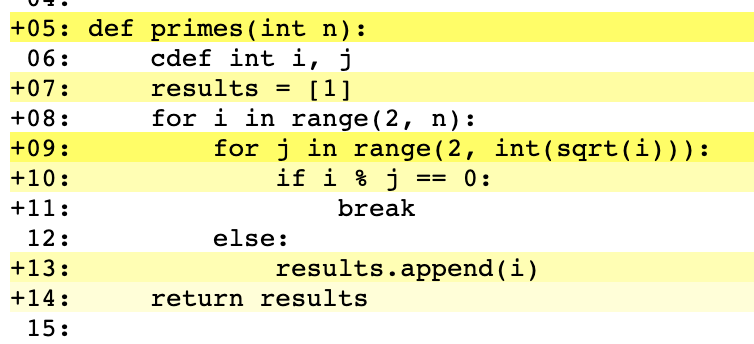 +05: def primes(int n):
 06:     cdef int i, j
+07:     results = [1]
+08:     for i in range(2, n):
+09:         for j in range(2, int(sqrt(i))):
+10:             if i % j == 0:
+11:                 break
 12:         else:
+13:             results.append(i)
+14:     return results
 15: